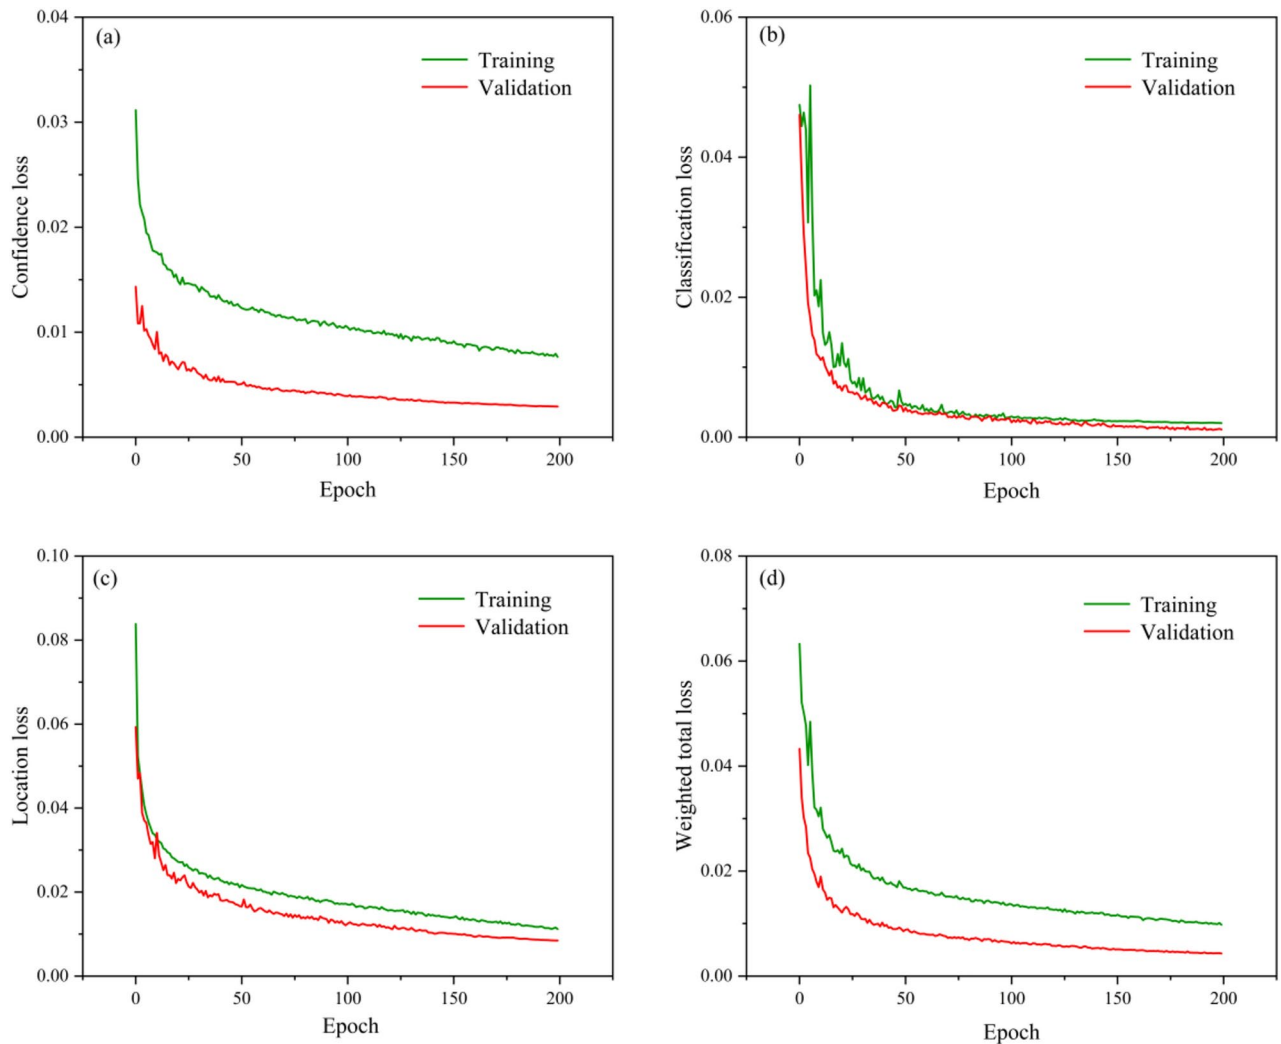 (a)
Training
Validation
Confidence loss
0.04
0.03
0.02
0.01
0.00
0 50 100 150 200
Epoch
(b)
Training
Validation
Classification loss
0.06
0.04
0.02
0.00
0 50 100 150 200
Epoch
(c)
Training
Validation
Location loss
0.10
0.08
0.06
0.04
0.02
0.00
0 50 100 150 200
Epoch
(d)
Training
Validation
Weighted total loss
0.08
0.06
0.04
0.02
0.00
0 50 100 150 200
Epoch